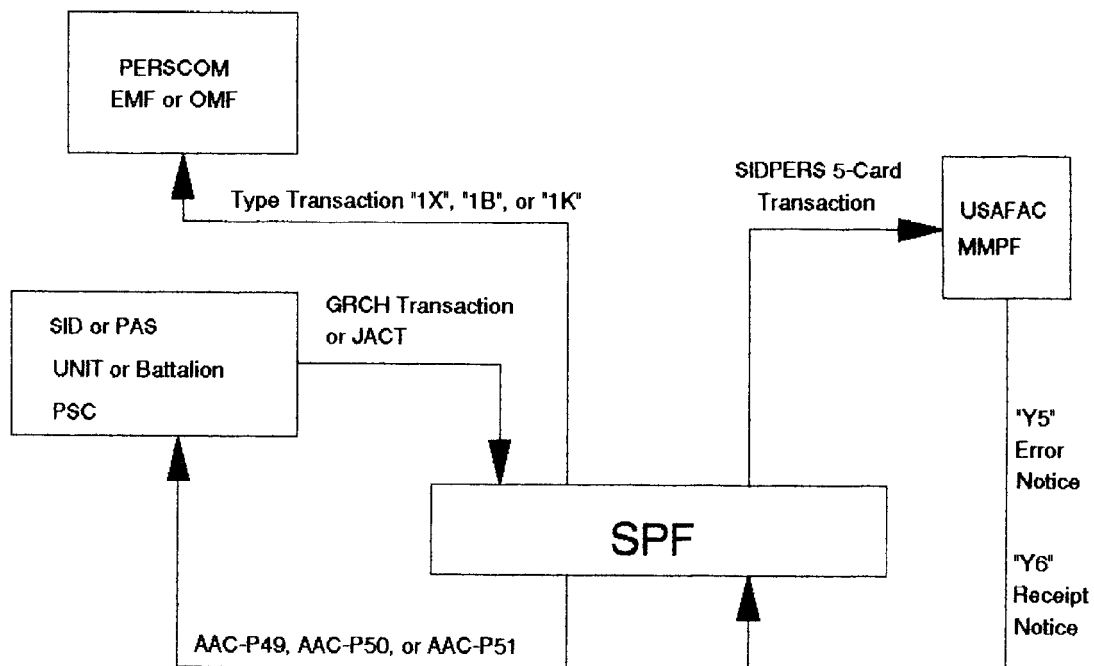 PERSCOM
EMF or OMF
Type Transaction "1X", "1B", or "1K"
SIDPERS 5-Card
Transaction
USAFAC
MMPF
SID or PAS
UNIT or Battalion
PSC
GRCH Transaction
or JACT
"Y5"
Error
Notice
SPF
"Y6"
Receipt
Notice
AAC-P49, AAC-P50, or AAC-P51